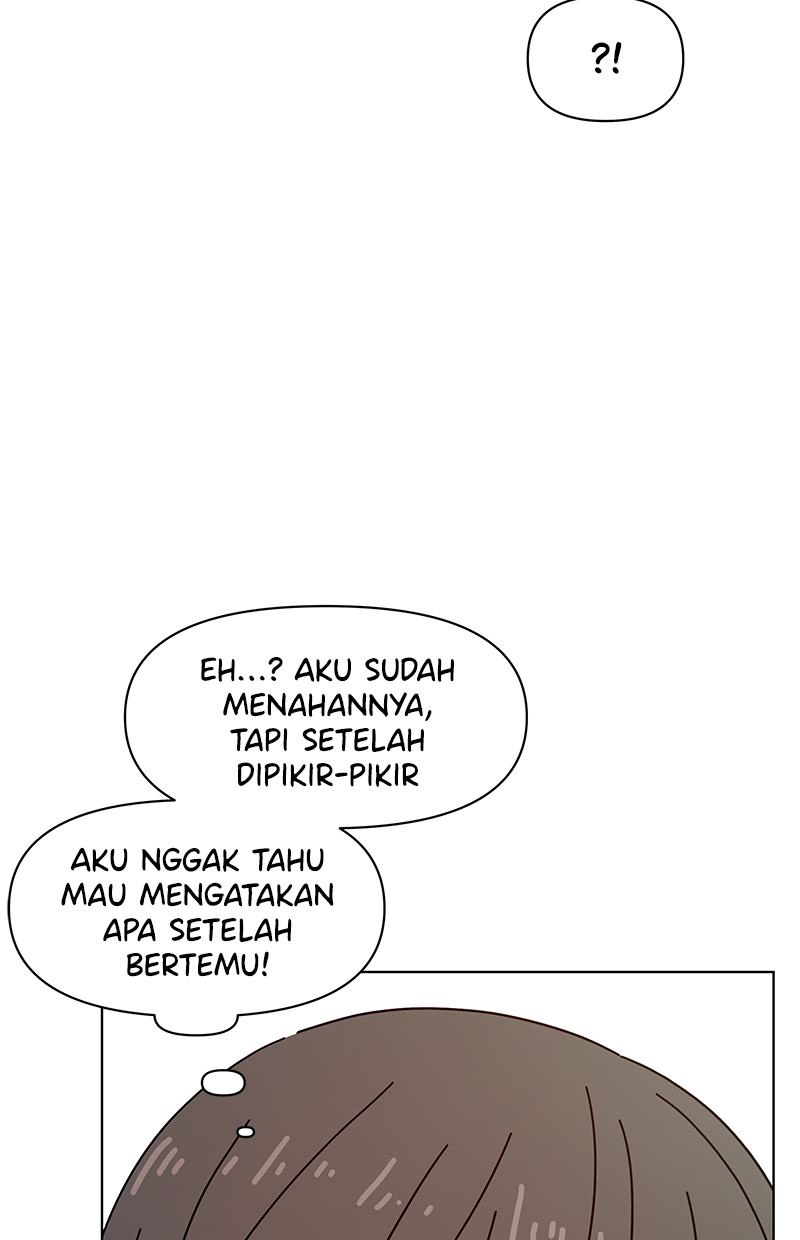 ?!
EH...? AKU SUDAH
MENAHANNYA,
TAPI SETELAH
DIPIKIR-PIKIR
AKU NGGAK TAHU
MAU MENGATAKAN
APA SETELAH
BERTEMU!